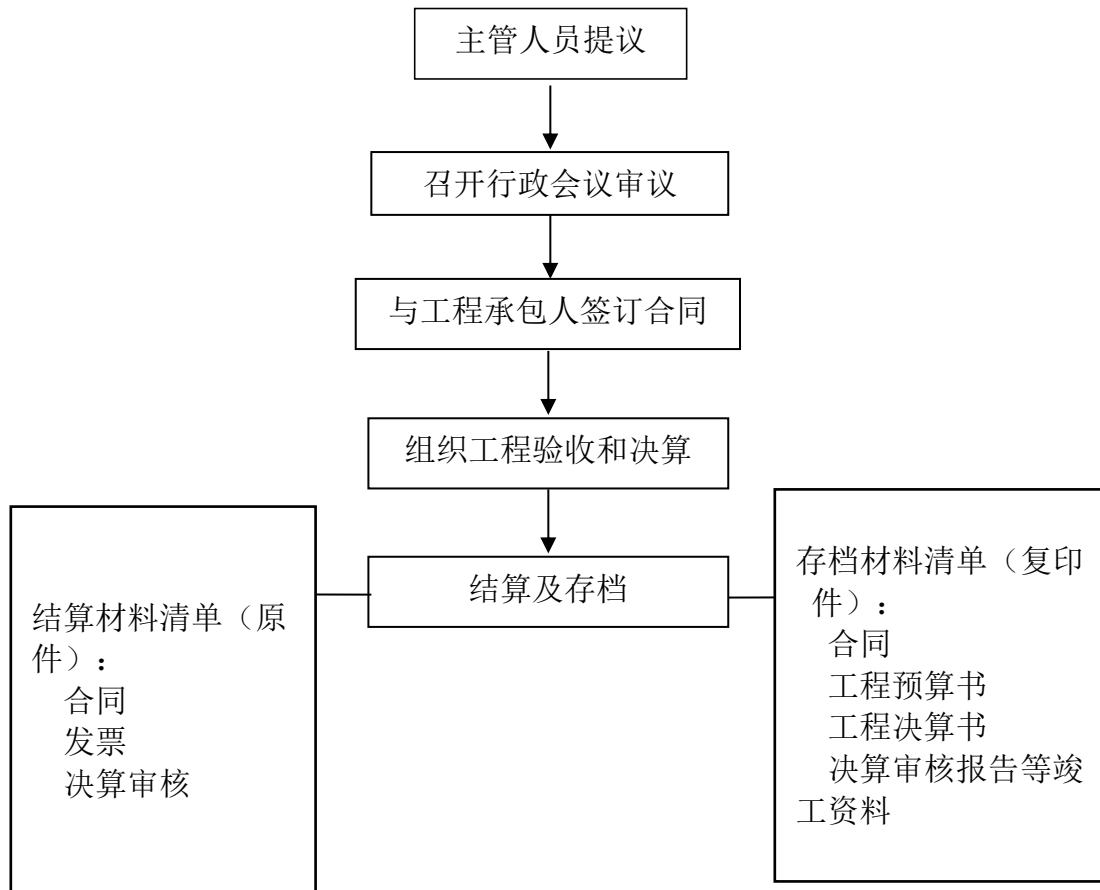 主管人员提议
召开行政会议审议
与工程承包人签订合同
组织工程验收和决算
结算及存档
结算材料清单（原
件）：
合同
发票
决算审核
存档材料清单（复印
件）：
合同
工程预算书
工程决算书
决算审核报告等竣
工资料